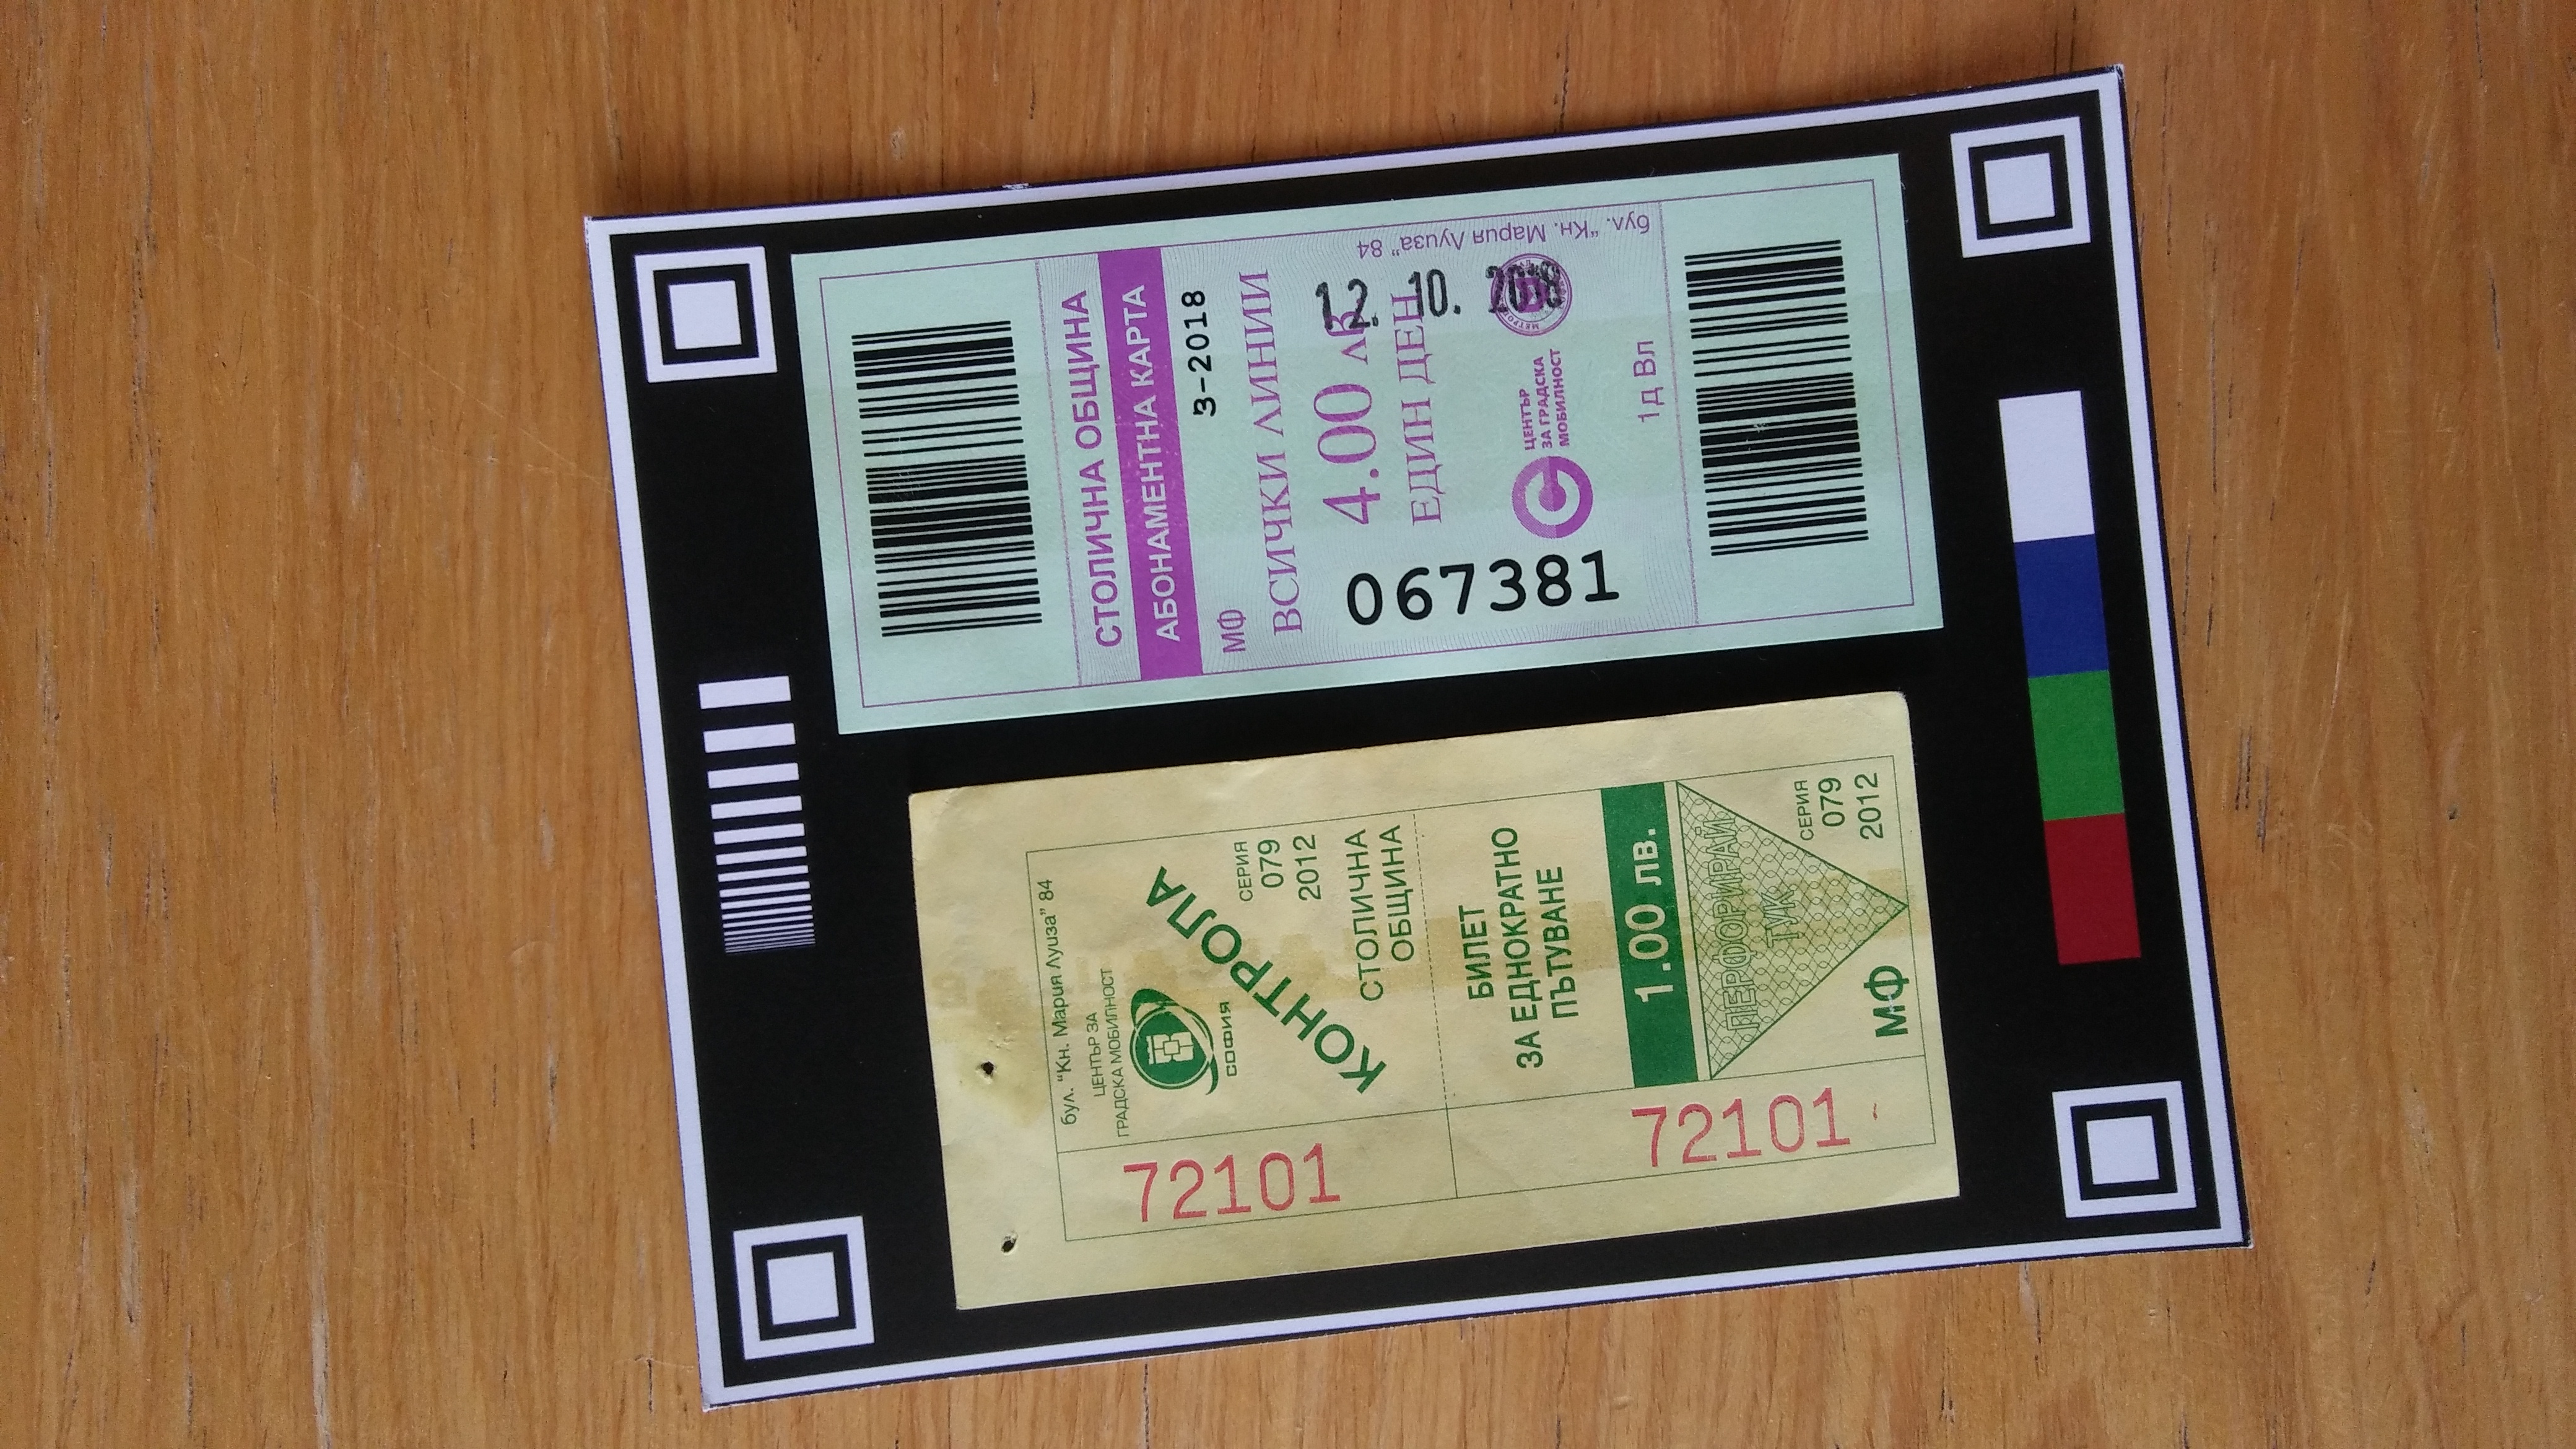 СТОЛИЧНА ОБЩИНА
АБОНАМЕНТНА КАРТА
МФ 3-2018
ВСИЧКИ ЛИНИИ
4.00 лв
ЕДИН ДЕН
12. 10. 2018
067381
ЦЕНТЪР
ЗА ГРАДСКА
МОБИЛНОСТ
1д Вл
бул. “Кн. Мария Луиза” 84
бул. “Кн. Мария Луиза” 84
ЦЕНТЪР ЗА
ГРАДСКА МОБИЛНОСТ
СОФИЯ
КОНТРОЛА
СЕРИЯ
079
2012
СТОЛИЧНА
ОБЩИНА
72101
БИЛЕТ
ЗА ЕДНОКРАТНО
ПЪТУВАНЕ
1.00 лв.
ПЕРФОРИРАЙ
ТУК
СЕРИЯ
079
2012
МФ
72101